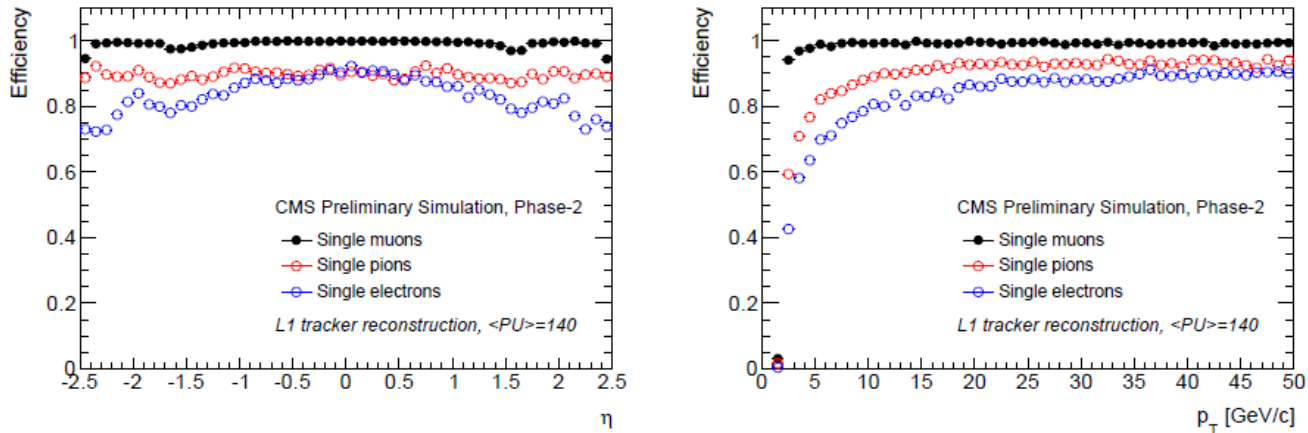 Efficiency
1
0.8
0.6
0.4
0.2
0
CMS Preliminary Simulation, Phase-2
Single muons
Single pions
Single electrons
L1 tracker reconstruction, <PU>=140
-2.5 -2 -1.5 -1 -0.5 0 0.5 1 1.5 2 2.5
η
Efficiency
1
0.8
0.6
0.4
0.2
0
CMS Preliminary Simulation, Phase-2
Single muons
Single pions
Single electrons
L1 tracker reconstruction, <PU>=140
0 5 10 15 20 25 30 35 40 45 50
p_T [GeV/c]